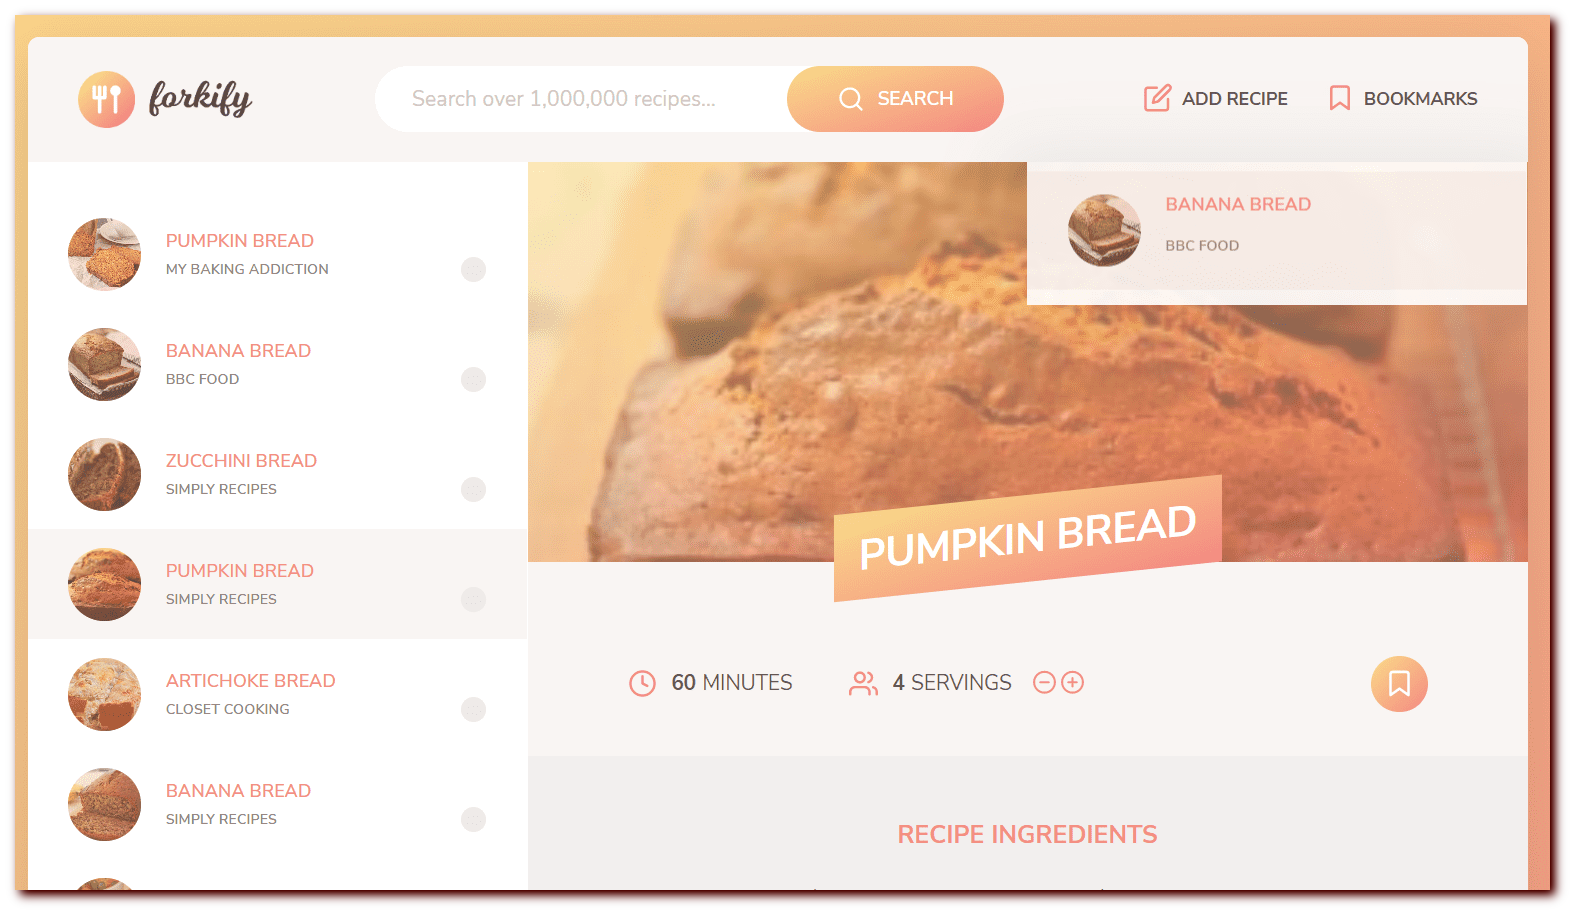 forkify
Search over 1,000,000 recipes...
SEARCH
ADD RECIPE
BOOKMARKS
BANANA BREAD
BBC FOOD
PUMPKIN BREAD
MY BAKING ADDICTION
BANANA BREAD
BBC FOOD
ZUCCHINI BREAD
SIMPLY RECIPES
PUMPKIN BREAD
SIMPLY RECIPES
ARTICHOKE BREAD
CLOSET COOKING
BANANA BREAD
SIMPLY RECIPES
PUMPKIN BREAD
60 MINUTES
4 SERVINGS
RECIPE INGREDIENTS